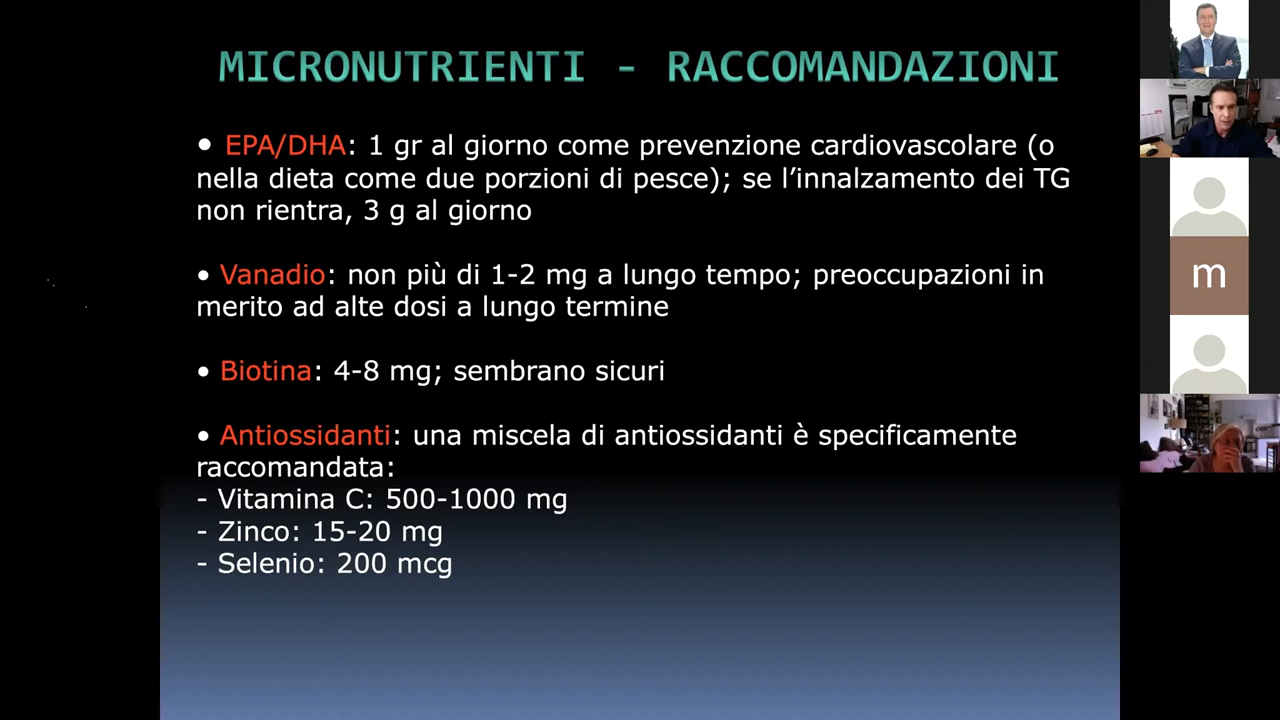 MICRONUTRIENTI - RACCOMANDAZIONI
• EPA/DHA: 1 gr al giorno come prevenzione cardiovascolare (o
nella dieta come due porzioni di pesce); se l’innalzamento dei TG
non rientra, 3 g al giorno
• Vanadio: non più di 1-2 mg a lungo tempo; preoccupazioni in
merito ad alte dosi a lungo termine
• Biotina: 4-8 mg; sembrano sicuri
• Antiossidanti: una miscela di antiossidanti è specificamente
raccomandata:
- Vitamina C: 500-1000 mg
- Zinco: 15-20 mg
- Selenio: 200 mcg
m